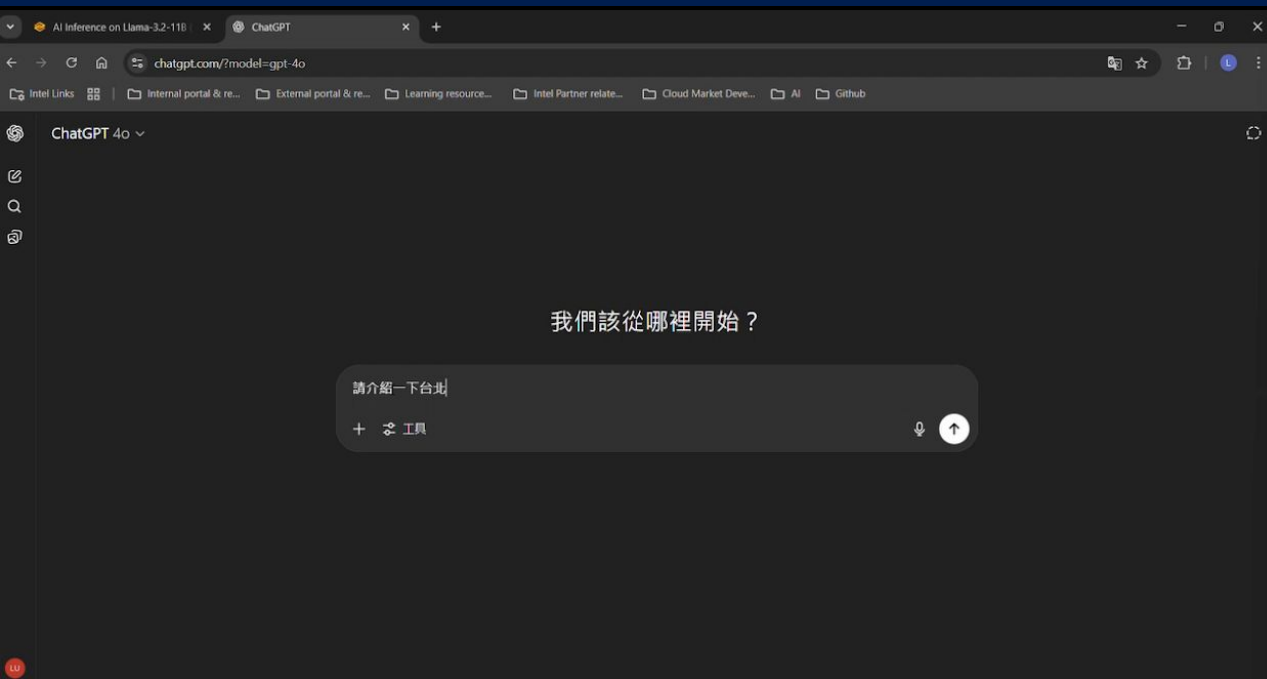 AI Inference on Llama-3.2-11B
ChatGPT
chatgpt.com/?model=gpt-4o
L
Intel Links
Internal portal & re...
External portal & re...
Learning resource...
Intel Partner relate...
Cloud Market Deve...
AI
Github
ChatGPT 4o
我們該從哪裡開始？
請介紹一下台北
工具
LU